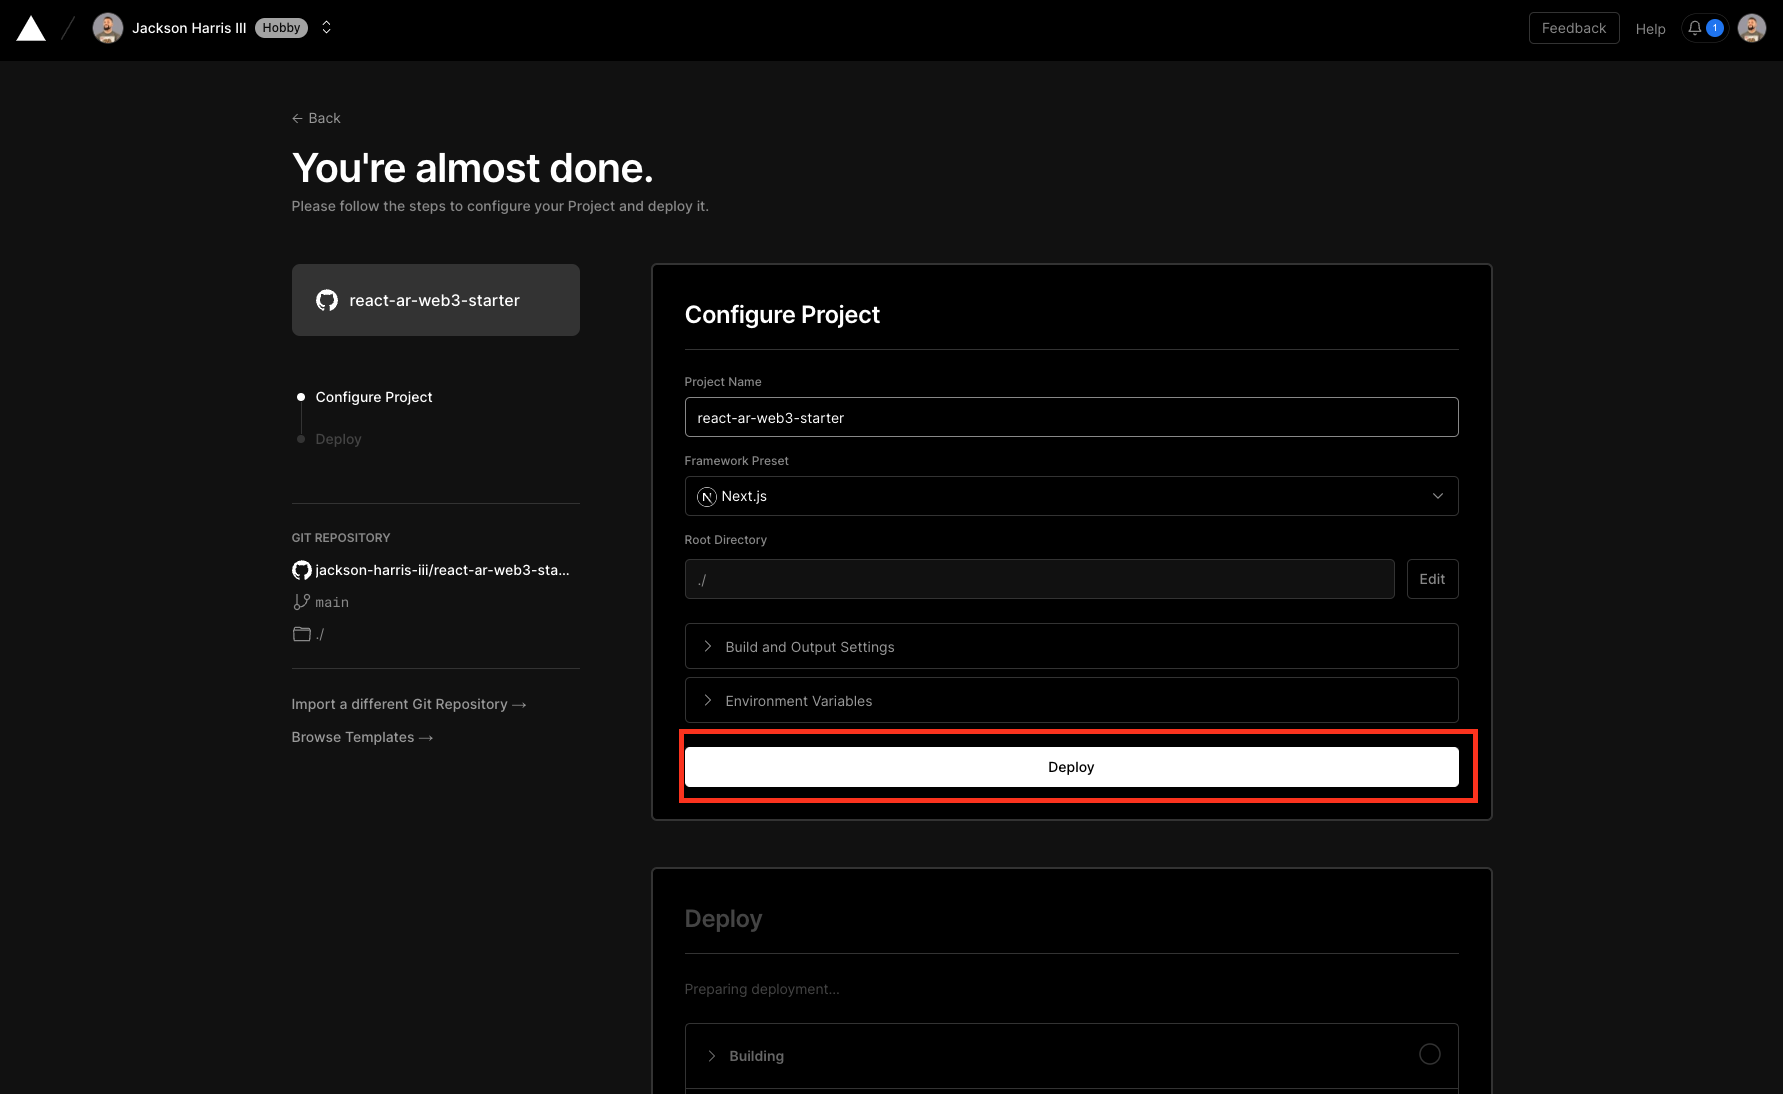 Jackson Harris III Hobby
Feedback Help 1
← Back
You're almost done.
Please follow the steps to configure your Project and deploy it.
react-ar-web3-starter
Configure Project
Deploy
GIT REPOSITORY
jackson-harris-iii/react-ar-web3-sta...
main
./
Import a different Git Repository →
Browse Templates →
Configure Project
Project Name
react-ar-web3-starter
Framework Preset
N Next.js
Root Directory
./ Edit
Build and Output Settings
Environment Variables
Deploy
Deploy
Preparing deployment...
Building